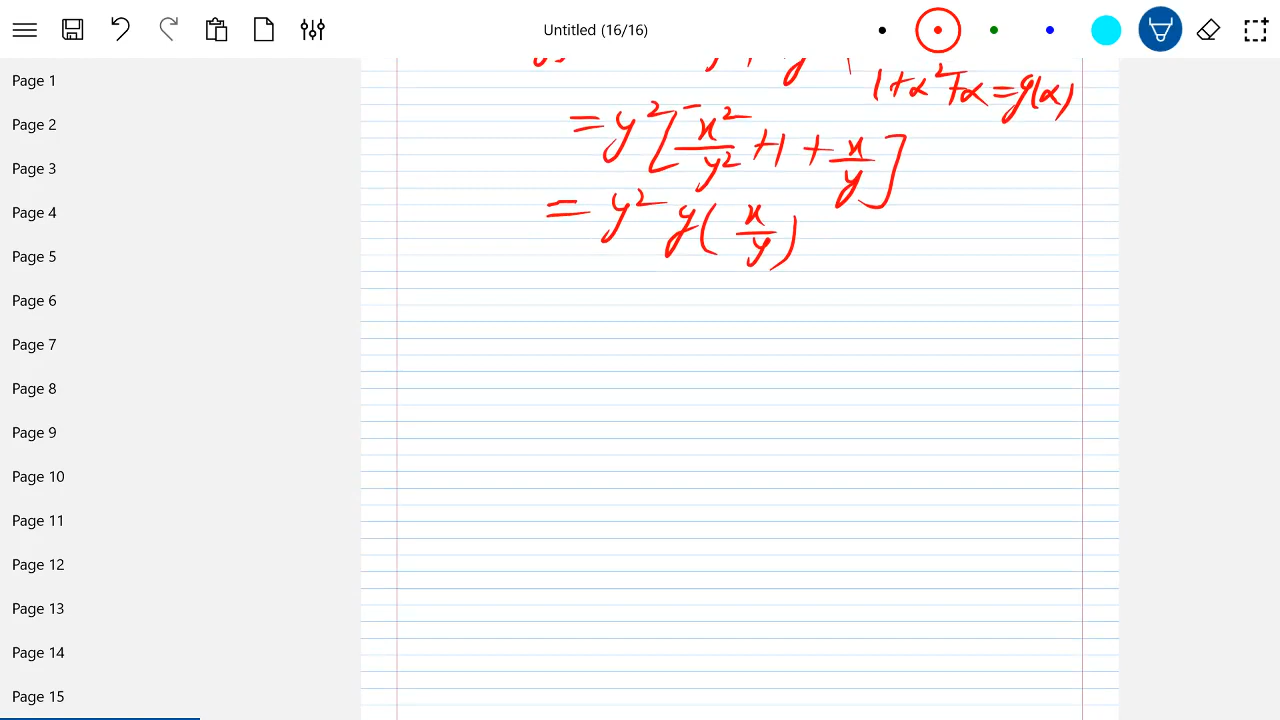 Untitled (16/16)
Page 1
Page 2
Page 3
Page 4
Page 5
Page 6
Page 7
Page 8
Page 9
Page 10
Page 11
Page 12
Page 13
Page 14
Page 15
1+α²+α=g(α)
=y²[x²/y²+1+x/y]
=y² g(x/y)